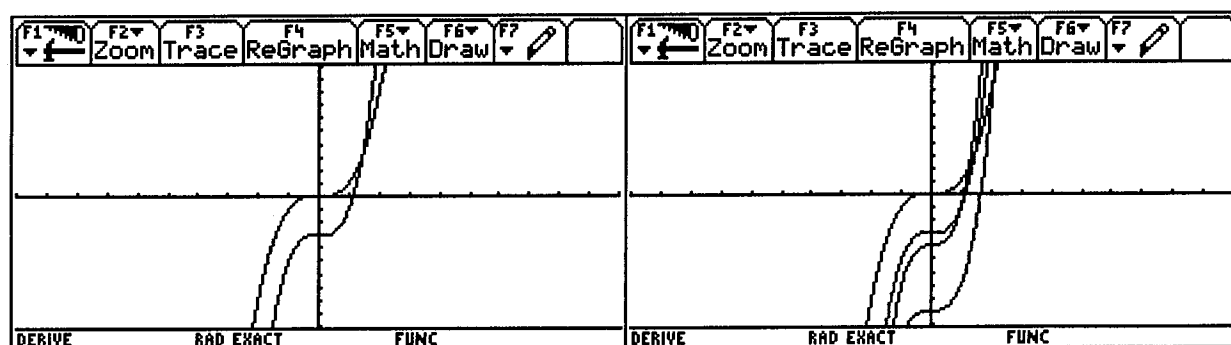 F1 F2 Zoom F3 Trace F4 ReGraph F5 Math F6 Draw F7
DERIVE RAD EXACT FUNC
F1 F2 Zoom F3 Trace F4 ReGraph F5 Math F6 Draw F7
DERIVE RAD EXACT FUNC